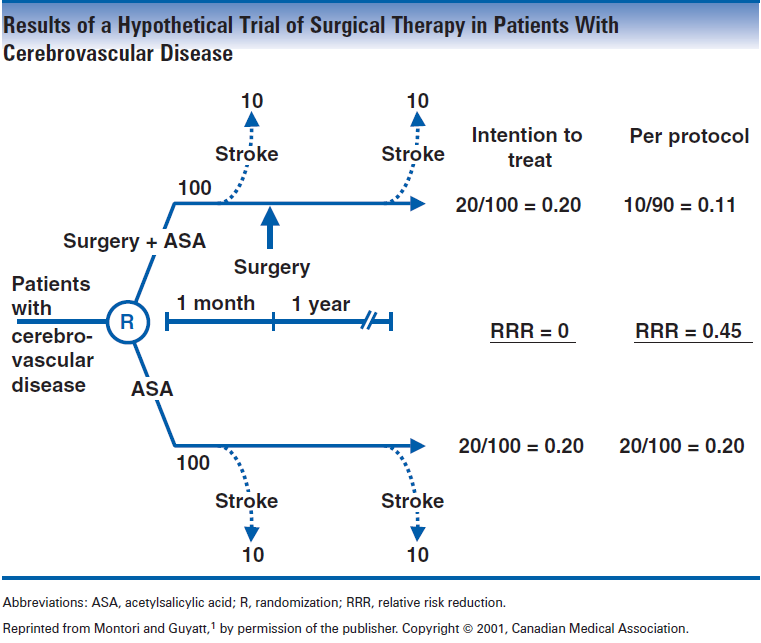 Results of a Hypothetical Trial of Surgical Therapy in Patients With
Cerebrovascular Disease
10
10
Intention to
treat
Per protocol
Stroke
Stroke
100
20/100 = 0.20
10/90 = 0.11
Surgery + ASA
Surgery
Patients
with
cerebro-
vascular
disease
R
1 month
1 year
RRR = 0
RRR = 0.45
ASA
100
20/100 = 0.20
20/100 = 0.20
Stroke
Stroke
10
10
Abbreviations: ASA, acetylsalicylic acid; R, randomization; RRR, relative risk reduction.
Reprinted from Montori and Guyatt,¹ by permission of the publisher. Copyright © 2001, Canadian Medical Association.